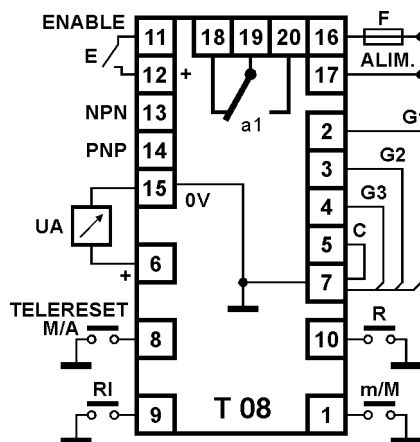 ENABLE 11 18 19 20 16 F
E 12 + 17 ALIM.
a1
NPN 13 2
PNP 14 3 G2
15 0V 4 G3
UA 5 C
+ 6 7
TELERESET
M/A 8 10 R
RI 9 T 08 1 m/M